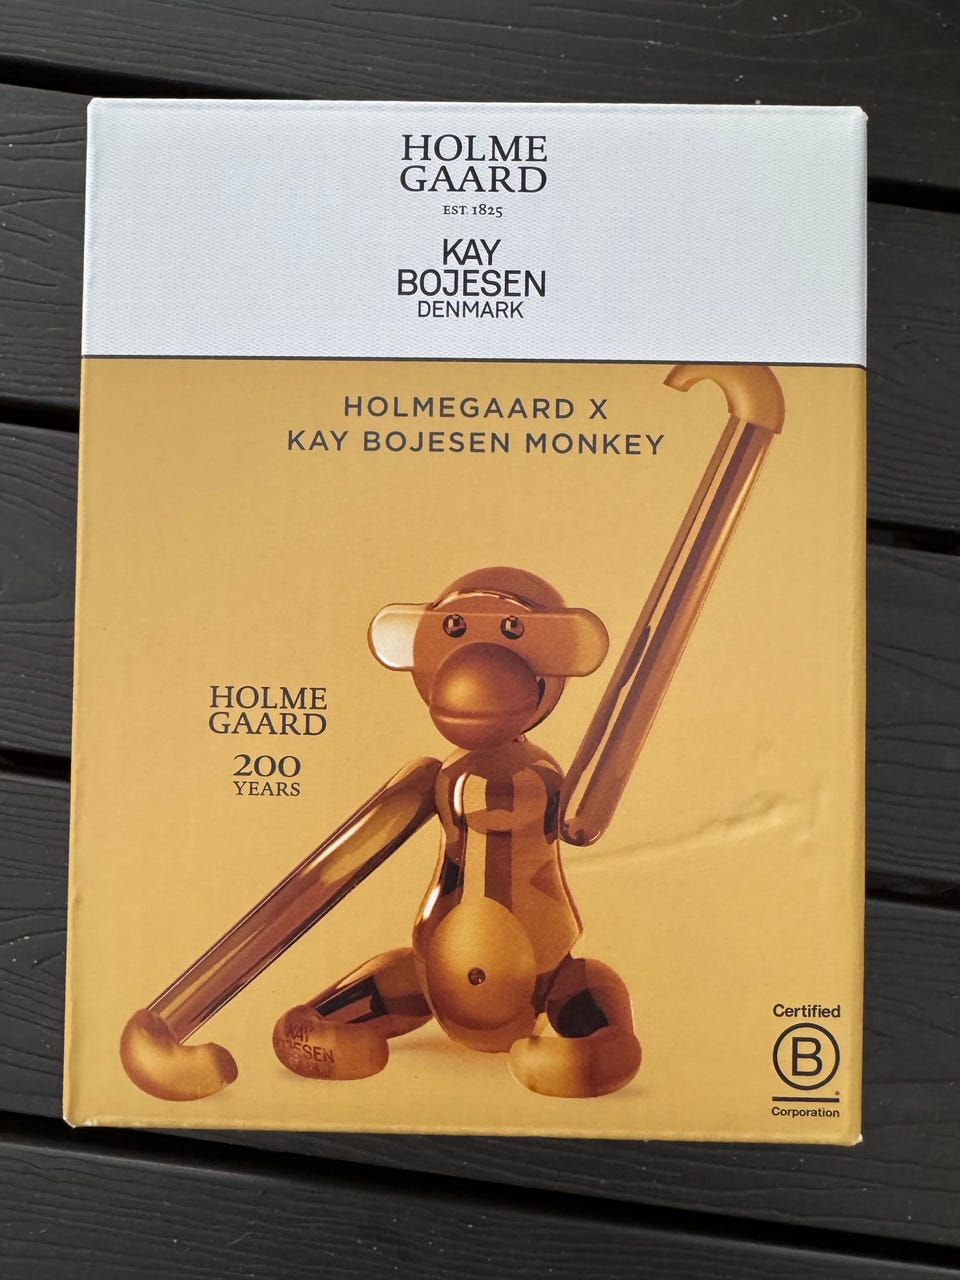 HOLME
GAARD
EST. 1825
KAY
BOJESEN
DENMARK
HOLMEGAARD X
KAY BOJESEN MONKEY
HOLME
GAARD
200
YEARS
KAY
BOJESEN
Certified
B
Corporation